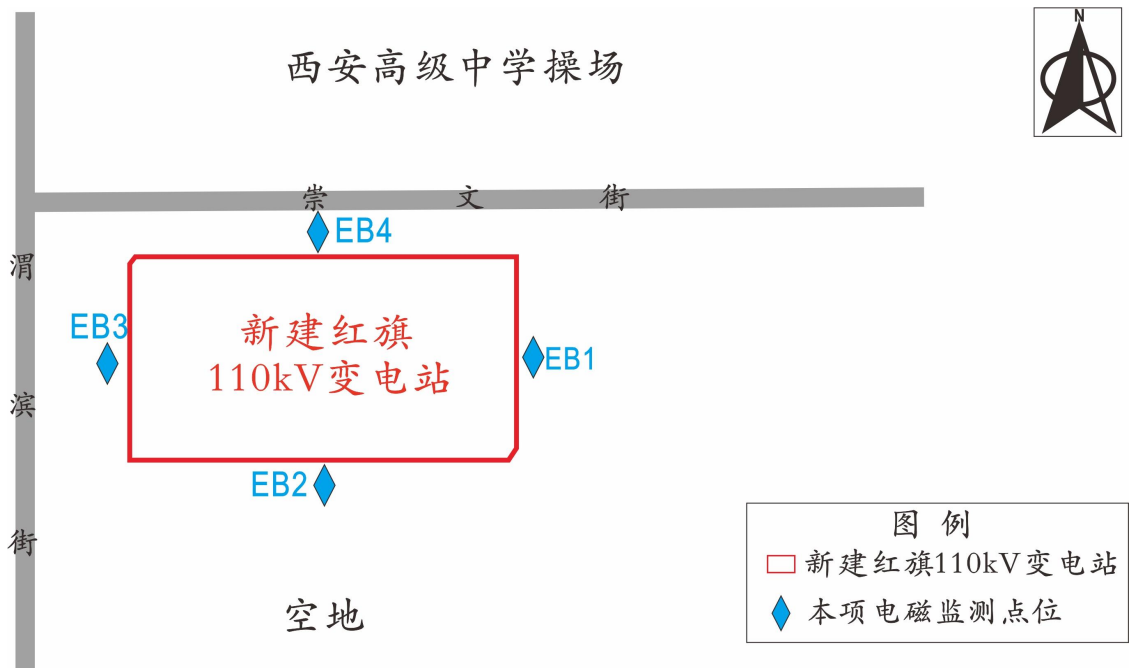 N
西安高级中学操场
崇文街
EB4
渭滨街
EB3
新建红旗
110kV变电站
EB1
EB2
空地
图例
新建红旗110kV变电站
本项电磁监测点位